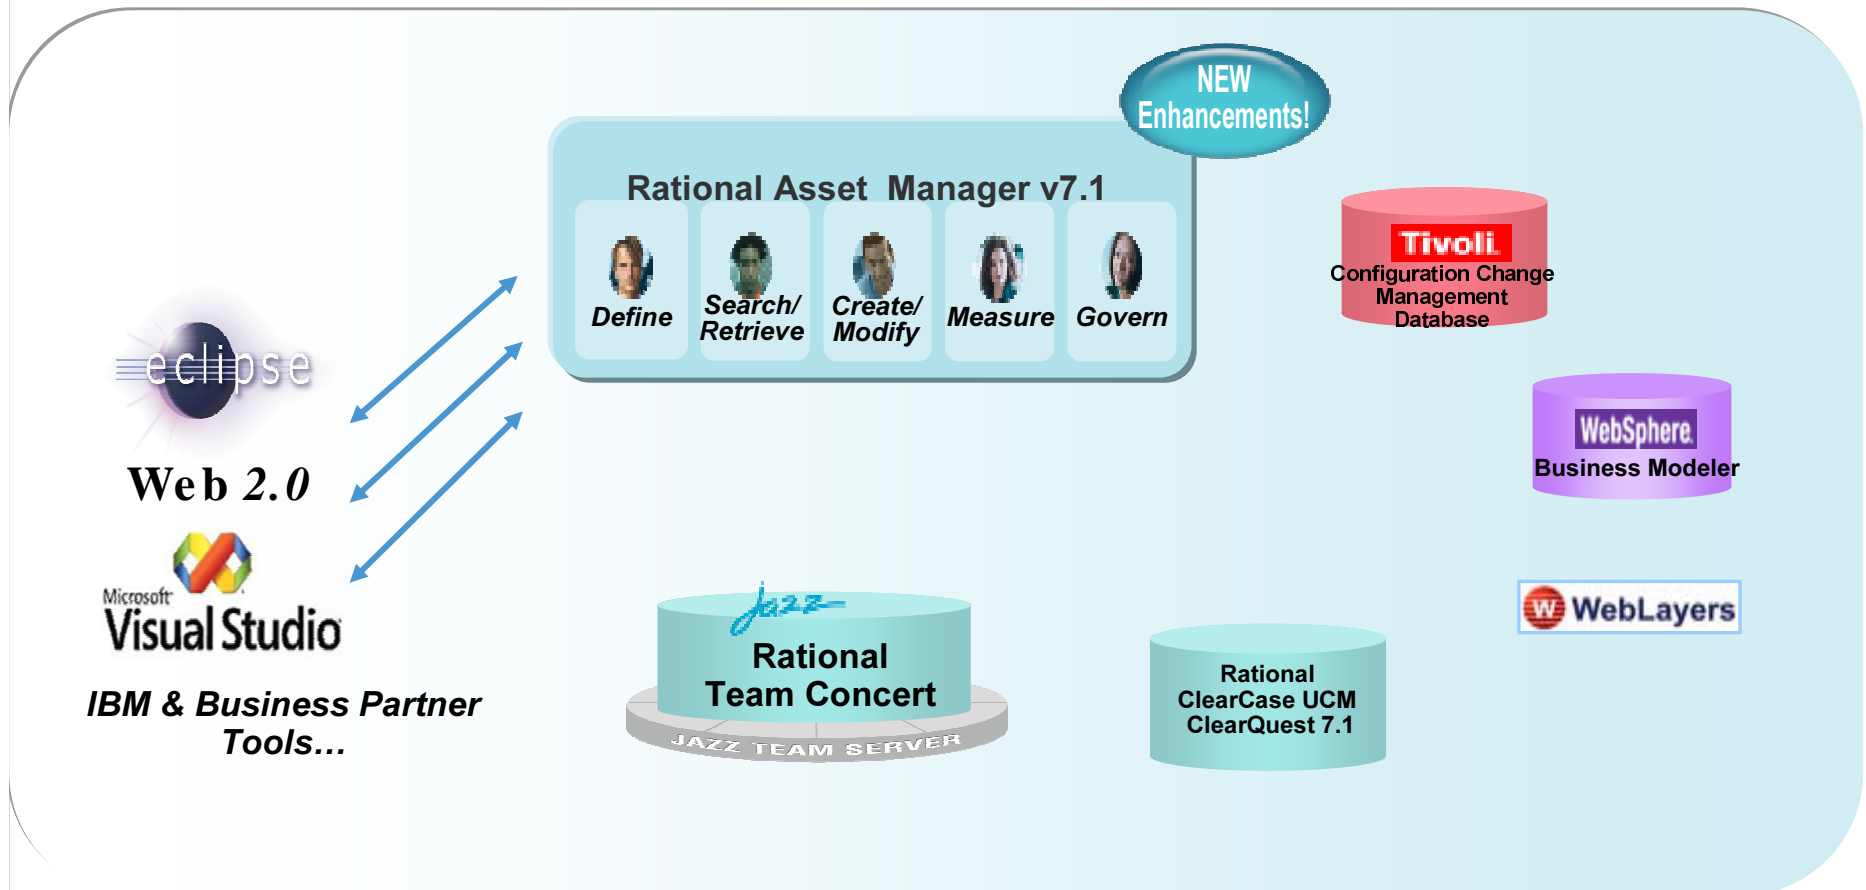 NEW
Enhancements!
Rational Asset Manager v7.1
Define
Search/
Retrieve
Create/
Modify
Measure
Govern
Tivoli
Configuration Change
Management
Database
eclipse
WebSphere
Business Modeler
Web 2.0
Microsoft
Visual Studio
IBM & Business Partner
Tools...
jazz
Rational
Team Concert
JAZZ TEAM SERVER
Rational
ClearCase UCM
ClearQuest 7.1
W WebLayers